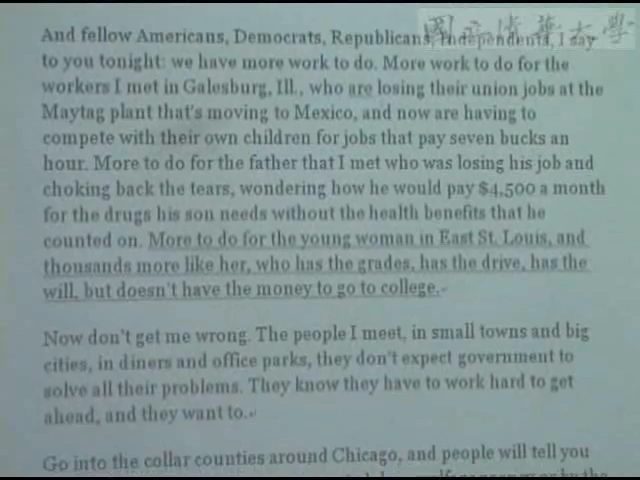 國立清華大學
And fellow Americans, Democrats, Republicans, Independents, I say
to you tonight: we have more work to do. More work to do for the
workers I met in Galesburg, Ill., who are losing their union jobs at the
Maytag plant that's moving to Mexico, and now are having to
compete with their own children for jobs that pay seven bucks an
hour. More to do for the father that I met who was losing his job and
choking back the tears, wondering how he would pay $4,500 a month
for the drugs his son needs without the health benefits that he
counted on. More to do for the young woman in East St. Louis, and
thousands more like her, who has the grades, has the drive, has the
will, but doesn't have the money to go to college.
Now don't get me wrong. The people I meet, in small towns and big
cities, in diners and office parks, they don't expect government to
solve all their problems. They know they have to work hard to get
ahead, and they want to.
Go into the collar counties around Chicago, and people will tell you